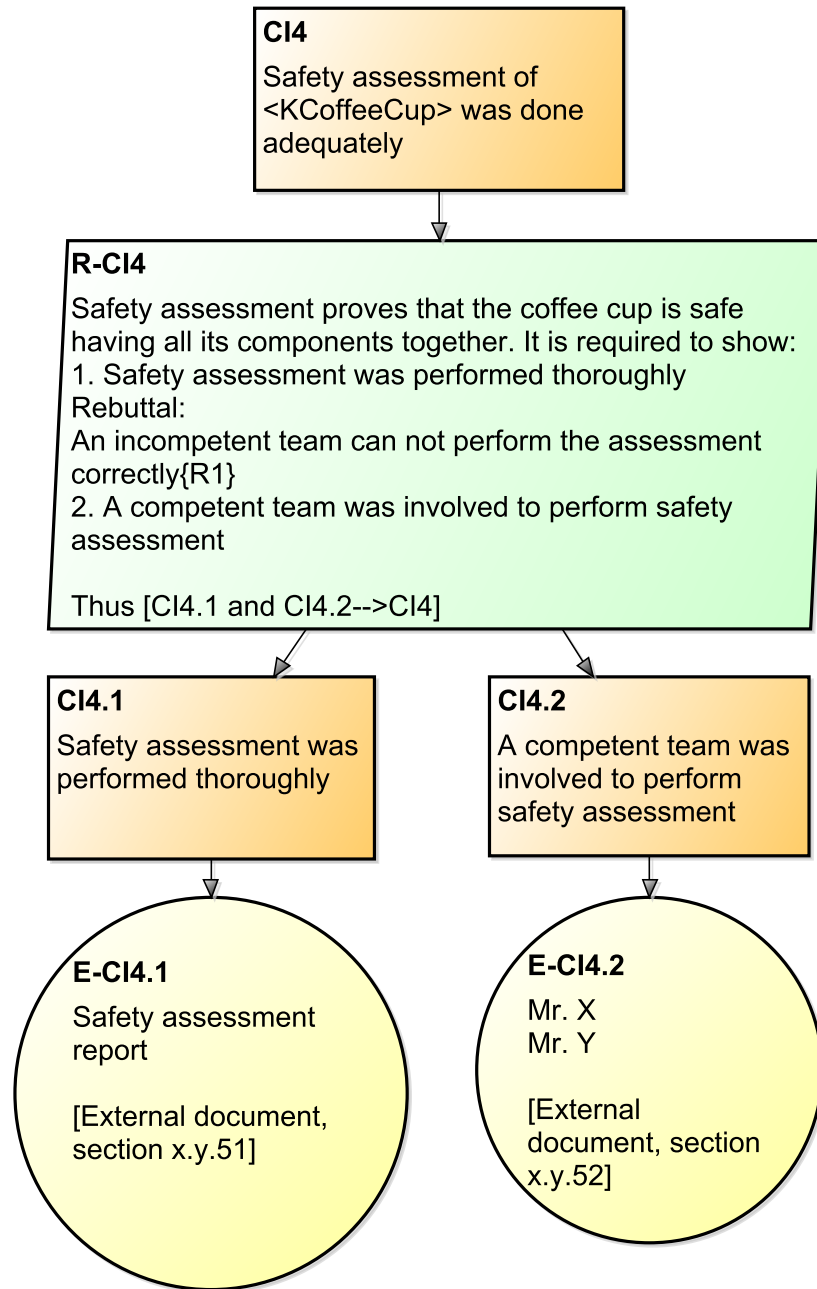 Cl4
Safety assessment of
<KCoffeeCup> was done
adequately
R-Cl4
Safety assessment proves that the coffee cup is safe
having all its components together. It is required to show:
1. Safety assessment was performed thoroughly
Rebuttal:
An incompetent team can not perform the assessment
correctly{R1}
2. A competent team was involved to perform safety
assessment
Thus [Cl4.1 and Cl4.2-->Cl4]
Cl4.1
Safety assessment was
performed thoroughly
Cl4.2
A competent team was
involved to perform
safety assessment
E-Cl4.1
Safety assessment
report
[External document,
section x.y.51]
E-Cl4.2
Mr. X
Mr. Y
[External
document, section
x.y.52]